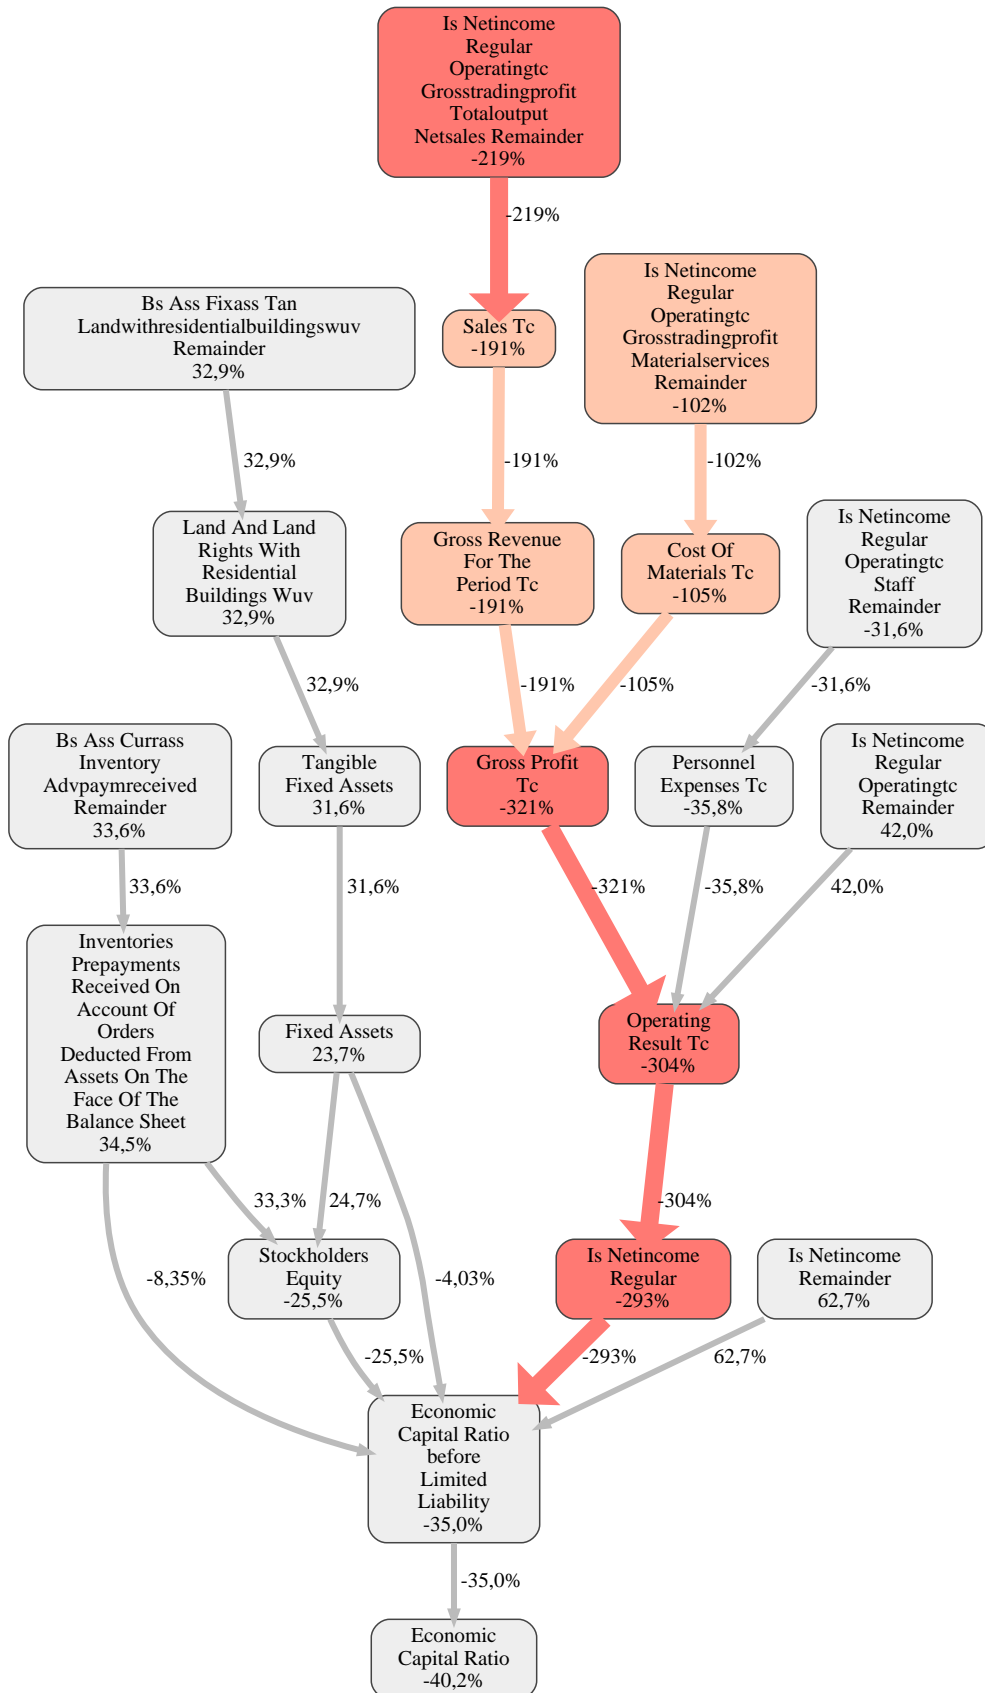 Is Netincome
Regular
Operatingtc
Grosstradingprofit
Totaloutput
Netsales Remainder
-219%
-219%
Bs Ass Fixass Tan
Landwithresidentialbuildingswuv
Remainder
32,9%
Sales Tc
-191%
Is Netincome
Regular
Operatingtc
Grosstradingprofit
Materialservices
Remainder
-102%
32,9%
-191%
-102%
Land And Land
Rights With
Residential
Buildings Wuv
32,9%
Gross Revenue
For The
Period Tc
-191%
Cost Of
Materials Tc
-105%
Is Netincome
Regular
Operatingtc
Staff
Remainder
-31,6%
32,9%
-191%
-105%
-31,6%
Bs Ass Currass
Inventory
Advpaymreceived
Remainder
33,6%
Tangible
Fixed Assets
31,6%
Gross Profit
Tc
-321%
Personnel
Expenses Tc
-35,8%
Is Netincome
Regular
Operatingtc
Remainder
42,0%
33,6%
31,6%
-321%
-35,8%
42,0%
Inventories
Prepayments
Received On
Account Of
Orders
Deducted From
Assets On The
Face Of The
Balance Sheet
34,5%
Fixed Assets
23,7%
Operating
Result Tc
-304%
33,3%
24,7%
-304%
-8,35%
Stockholders
Equity
-25,5%
-4,03%
Is Netincome
Regular
-293%
Is Netincome
Remainder
62,7%
-25,5%
-293%
62,7%
Economic
Capital Ratio
before
Limited
Liability
-35,0%
-35,0%
Economic
Capital Ratio
-40,2%